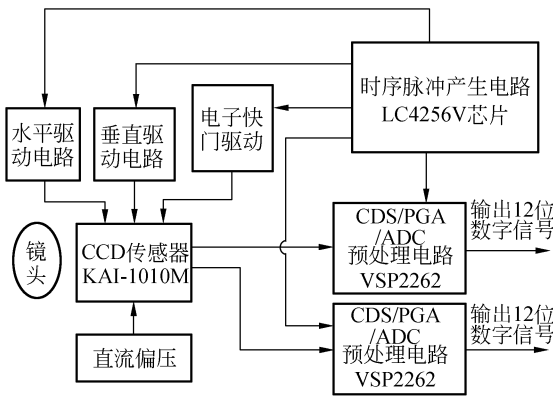 时序脉冲产生电路
LC4256V芯片
水平驱
动电路
垂直驱
动电路
电子快
门驱动
镜
头
CCD传感器
KAI-1010M
直流偏压
CDS/PGA
/ADC
预处理电路
VSP2262
输出12位
数字信号
CDS/PGA
/ADC
预处理电路
VSP2262
输出12位
数字信号